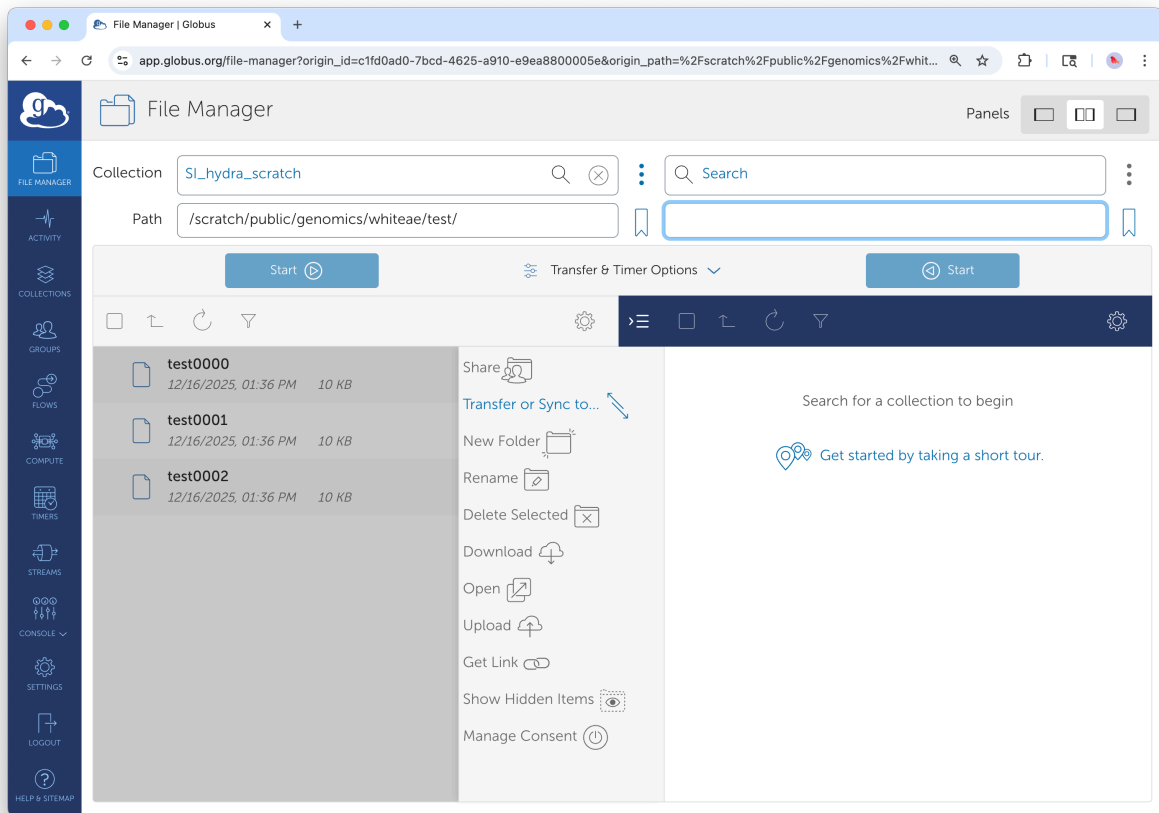 File Manager | Globus
app.globus.org/file-manager?origin_id=c1fd0ad0-7bcd-4625-a910-e9ea8800005e&origin_path=%2Fscratch%2Fpublic%2Fgenomics%2Fwhit...
g
File Manager
Panels
FILE MANAGER
ACTIVITY
COLLECTIONS
GROUPS
FLOWS
COMPUTE
TIMERS
STREAMS
CONSOLE
SETTINGS
LOGOUT
HELP & SITEMAP
Collection
SI_hydra_scratch
Search
Path
/scratch/public/genomics/whiteae/test/
Start
Transfer & Timer Options
Start
test0000
12/16/2025, 01:36 PM 10 KB
test0001
12/16/2025, 01:36 PM 10 KB
test0002
12/16/2025, 01:36 PM 10 KB
Share
Transfer or Sync to...
New Folder
Rename
Delete Selected
Download
Open
Upload
Get Link
Show Hidden Items
Manage Consent
Search for a collection to begin
Get started by taking a short tour.